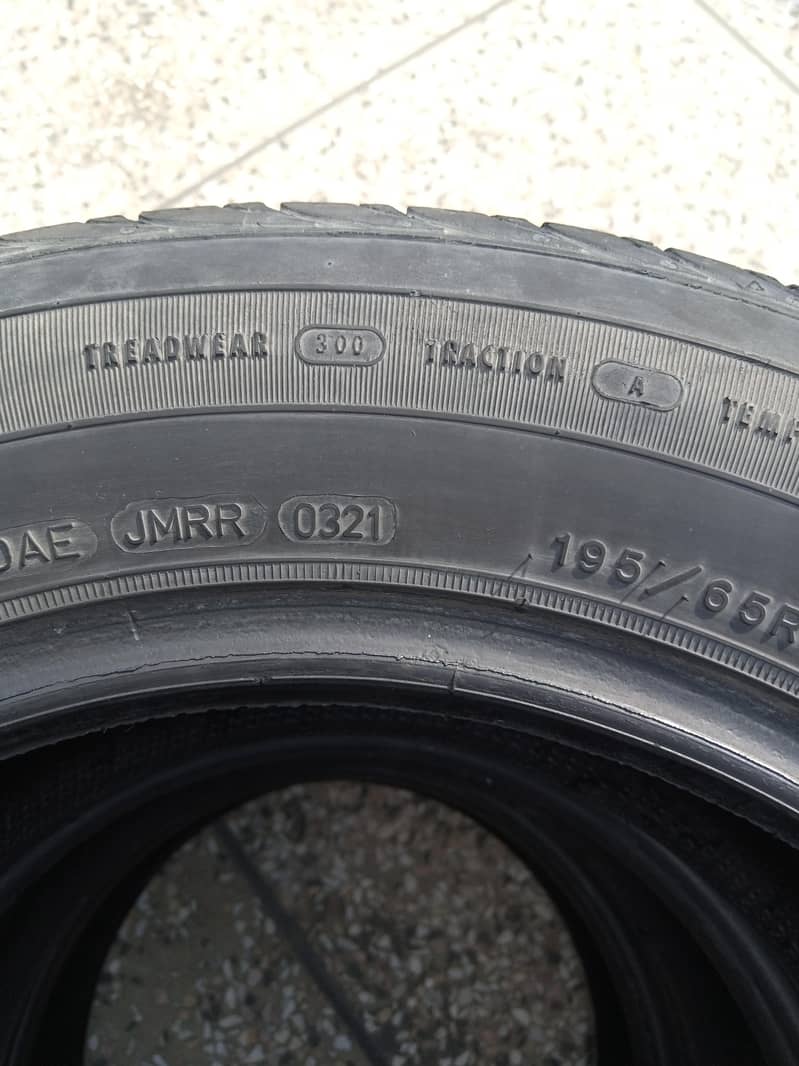 TREADWEAR 300 TRACTION A
JMRR 0321 195/65R